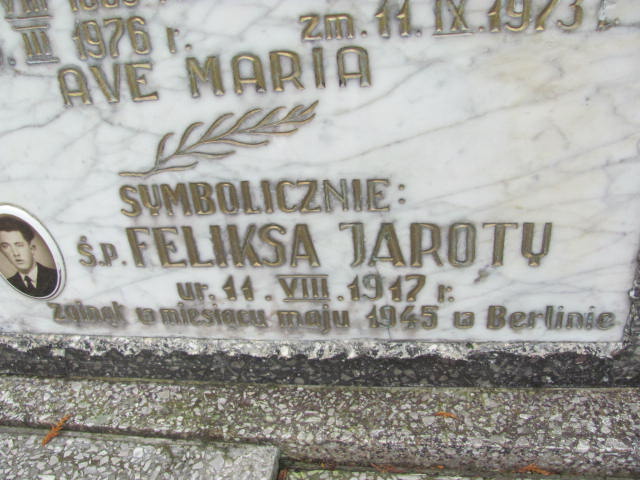 III 1976 r.
zm. 11.IX.1973 r.
AVE MARIA
SYMBOLICZNIE:
Ś.P. FELIKSA JAROTY
ur. 11. VIII. 1917 r.
Zginął w miesiącu maju 1945 w Berlinie